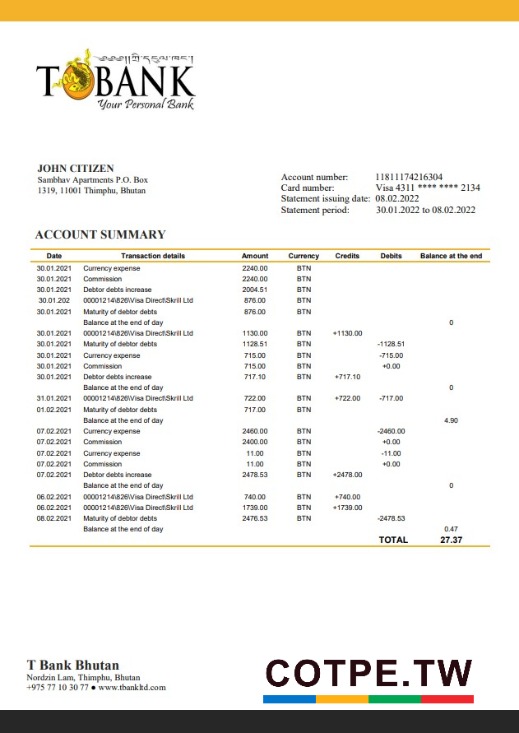 T BANK
Your Personal Bank
JOHN CITIZEN
Sambhav Apartments P.O. Box
1319, 11001 Thimphu, Bhutan
Account number: 11811174216304
Card number: Visa 4311 **** **** 2134
Statement issuing date: 08.02.2022
Statement period: 30.01.2022 to 08.02.2022
ACCOUNT SUMMARY
Date Transaction details Amount Currency Credits Debits Balance at the end
30.01.2021 Currency expense 2240.00 BTN
30.01.2021 Commission 2240.00 BTN
30.01.2021 Debtor debts increase 2004.51 BTN
30.01.202 00001214\826\Visa Direct\Skrill Ltd 876.00 BTN
30.01.2021 Maturity of debtor debts 876.00 BTN
Balance at the end of day 0
30.01.2021 00001214\826\Visa Direct\Skrill Ltd 1130.00 BTN +1130.00
30.01.2021 Maturity of debtor debts 1128.51 BTN -1128.51
30.01.2021 Currency expense 715.00 BTN -715.00
30.01.2021 Commission 715.00 BTN +0.00
30.01.2021 Debtor debts increase 717.10 BTN +717.10
Balance at the end of day 0
31.01.2021 00001214\826\Visa Direct\Skrill Ltd 722.00 BTN +722.00 -717.00
01.02.2021 Maturity of debtor debts 717.00 BTN
Balance at the end of day 4.90
07.02.2021 Currency expense 2460.00 BTN -2460.00
07.02.2021 Commission 2400.00 BTN +0.00
07.02.2021 Currency expense 11.00 BTN -11.00
07.02.2021 Commission 11.00 BTN +0.00
07.02.2021 Debtor debts increase 2478.53 BTN +2478.00
Balance at the end of day 0
06.02.2021 00001214\826\Visa Direct\Skrill Ltd 740.00 BTN +740.00
06.02.2021 00001214\826\Visa Direct\Skrill Ltd 1739.00 BTN +1739.00
08.02.2021 Maturity of debtor debts 2476.53 BTN -2478.53
Balance at the end of day 0.47
TOTAL 27.37
T Bank Bhutan
Nordzin Lam, Thimphu, Bhutan
+975 77 10 30 77 ● www.tbankltd.com
COTPE.TW